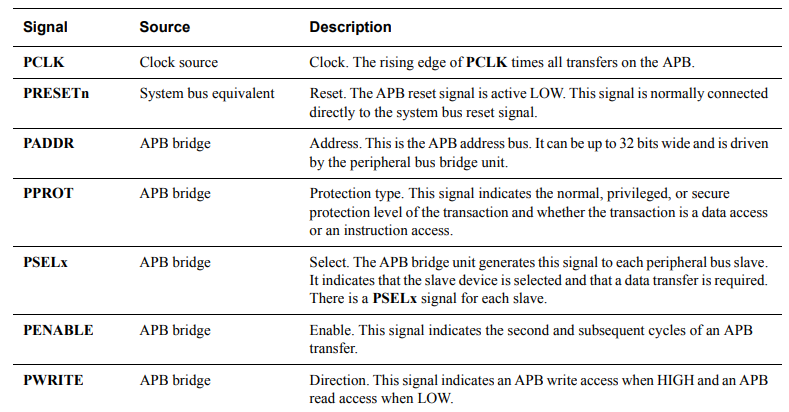 Signal Source Description
PCLK Clock source Clock. The rising edge of PCLK times all transfers on the APB.
PRESETn System bus equivalent Reset. The APB reset signal is active LOW. This signal is normally connected
directly to the system bus reset signal.
PADDR APB bridge Address. This is the APB address bus. It can be up to 32 bits wide and is driven
by the peripheral bus bridge unit.
PPROT APB bridge Protection type. This signal indicates the normal, privileged, or secure
protection level of the transaction and whether the transaction is a data access
or an instruction access.
PSELx APB bridge Select. The APB bridge unit generates this signal to each peripheral bus slave.
It indicates that the slave device is selected and that a data transfer is required.
There is a PSELx signal for each slave.
PENABLE APB bridge Enable. This signal indicates the second and subsequent cycles of an APB
transfer.
PWRITE APB bridge Direction. This signal indicates an APB write access when HIGH and an APB
read access when LOW.